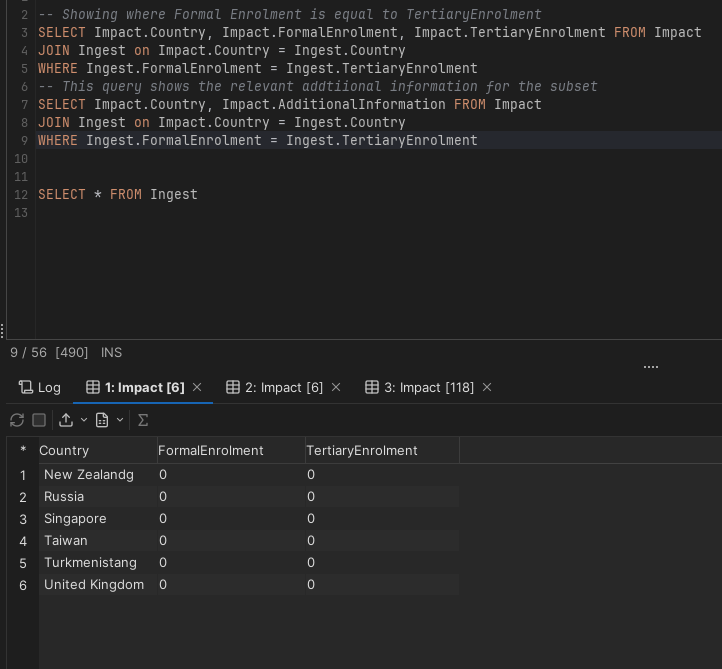 2 -- Showing where Formal Enrolment is equal to TertiaryEnrolment
3 SELECT Impact.Country, Impact.FormalEnrolment, Impact.TertiaryEnrolment FROM Impact
4 JOIN Ingest on Impact.Country = Ingest.Country
5 WHERE Ingest.FormalEnrolment = Ingest.TertiaryEnrolment
6 -- This query shows the relevant addtiional information for the subset
7 SELECT Impact.Country, Impact.AdditionalInformation FROM Impact
8 JOIN Ingest on Impact.Country = Ingest.Country
9 WHERE Ingest.FormalEnrolment = Ingest.TertiaryEnrolment
10
11
12 SELECT * FROM Ingest
13
9 / 56 [490] INS
Log 1: Impact [6] 2: Impact [6] 3: Impact [118]
* Country FormalEnrolment TertiaryEnrolment
1 New Zealandg 0 0
2 Russia 0 0
3 Singapore 0 0
4 Taiwan 0 0
5 Turkmenistang 0 0
6 United Kingdom 0 0